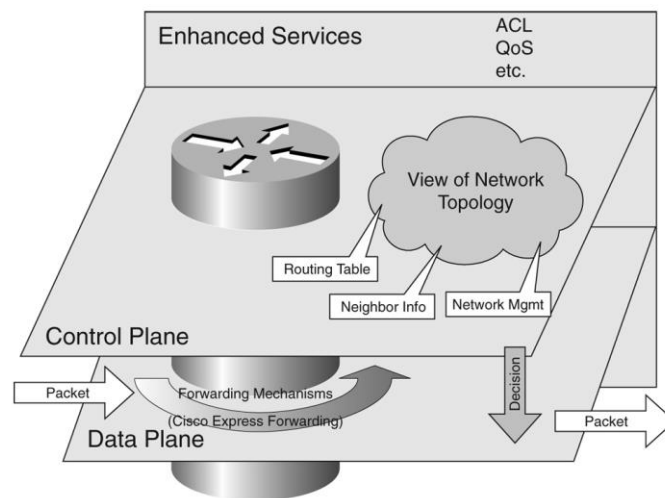 Enhanced Services
ACL
QoS
etc.
View of Network
Topology
Routing Table
Neighbor Info
Network Mgmt
Control Plane
Packet
Forwarding Mechanisms
(Cisco Express Forwarding)
Decision
Packet
Data Plane